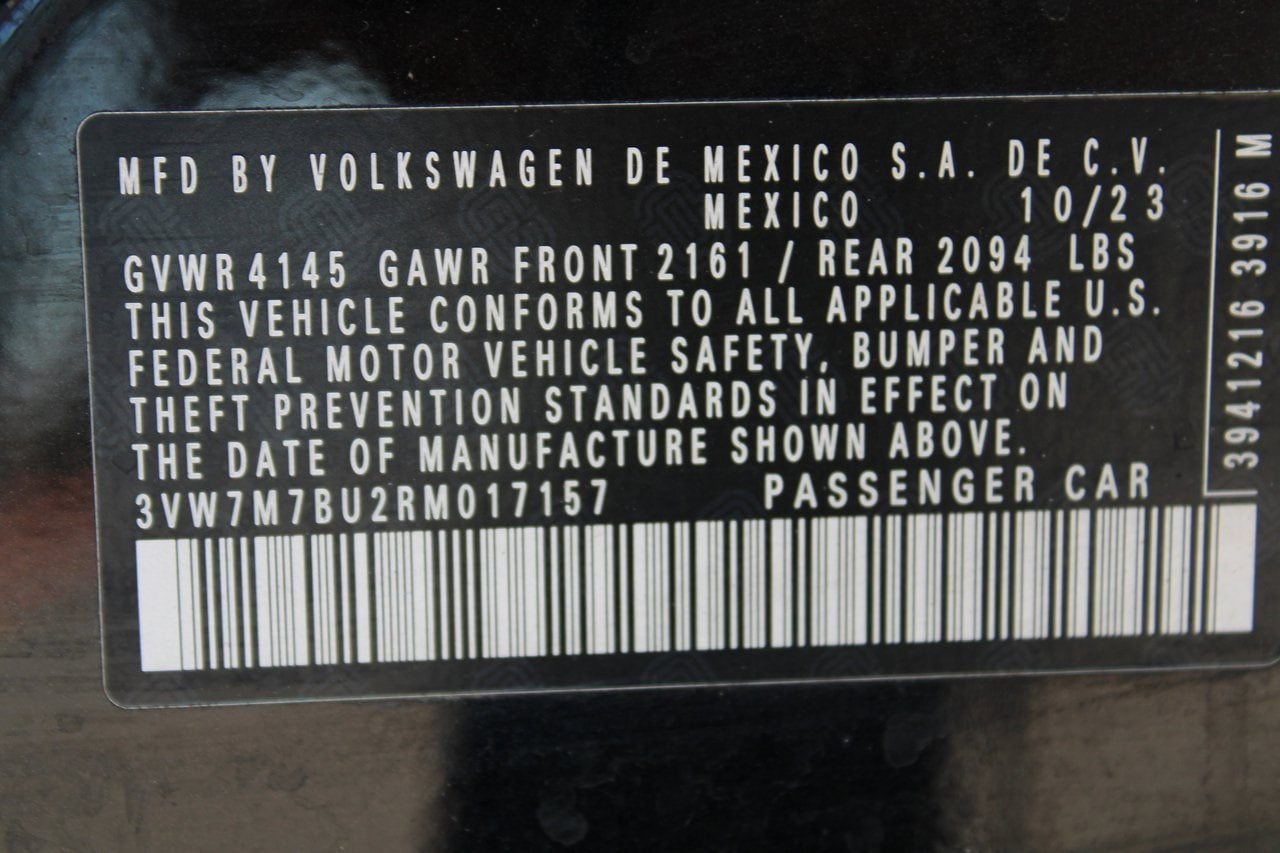 MFD BY VOLKSWAGEN DE MEXICO S.A. DE C.V.
MEXICO 10/23
GVWR 4145 GAWR FRONT 2161 / REAR 2094 LBS
THIS VEHICLE CONFORMS TO ALL APPLICABLE U.S.
FEDERAL MOTOR VEHICLE SAFETY, BUMPER AND
THEFT PREVENTION STANDARDS IN EFFECT ON
THE DATE OF MANUFACTURE SHOWN ABOVE.
3VW7M7BU2RM017157 PASSENGER CAR
3941216 3916 M